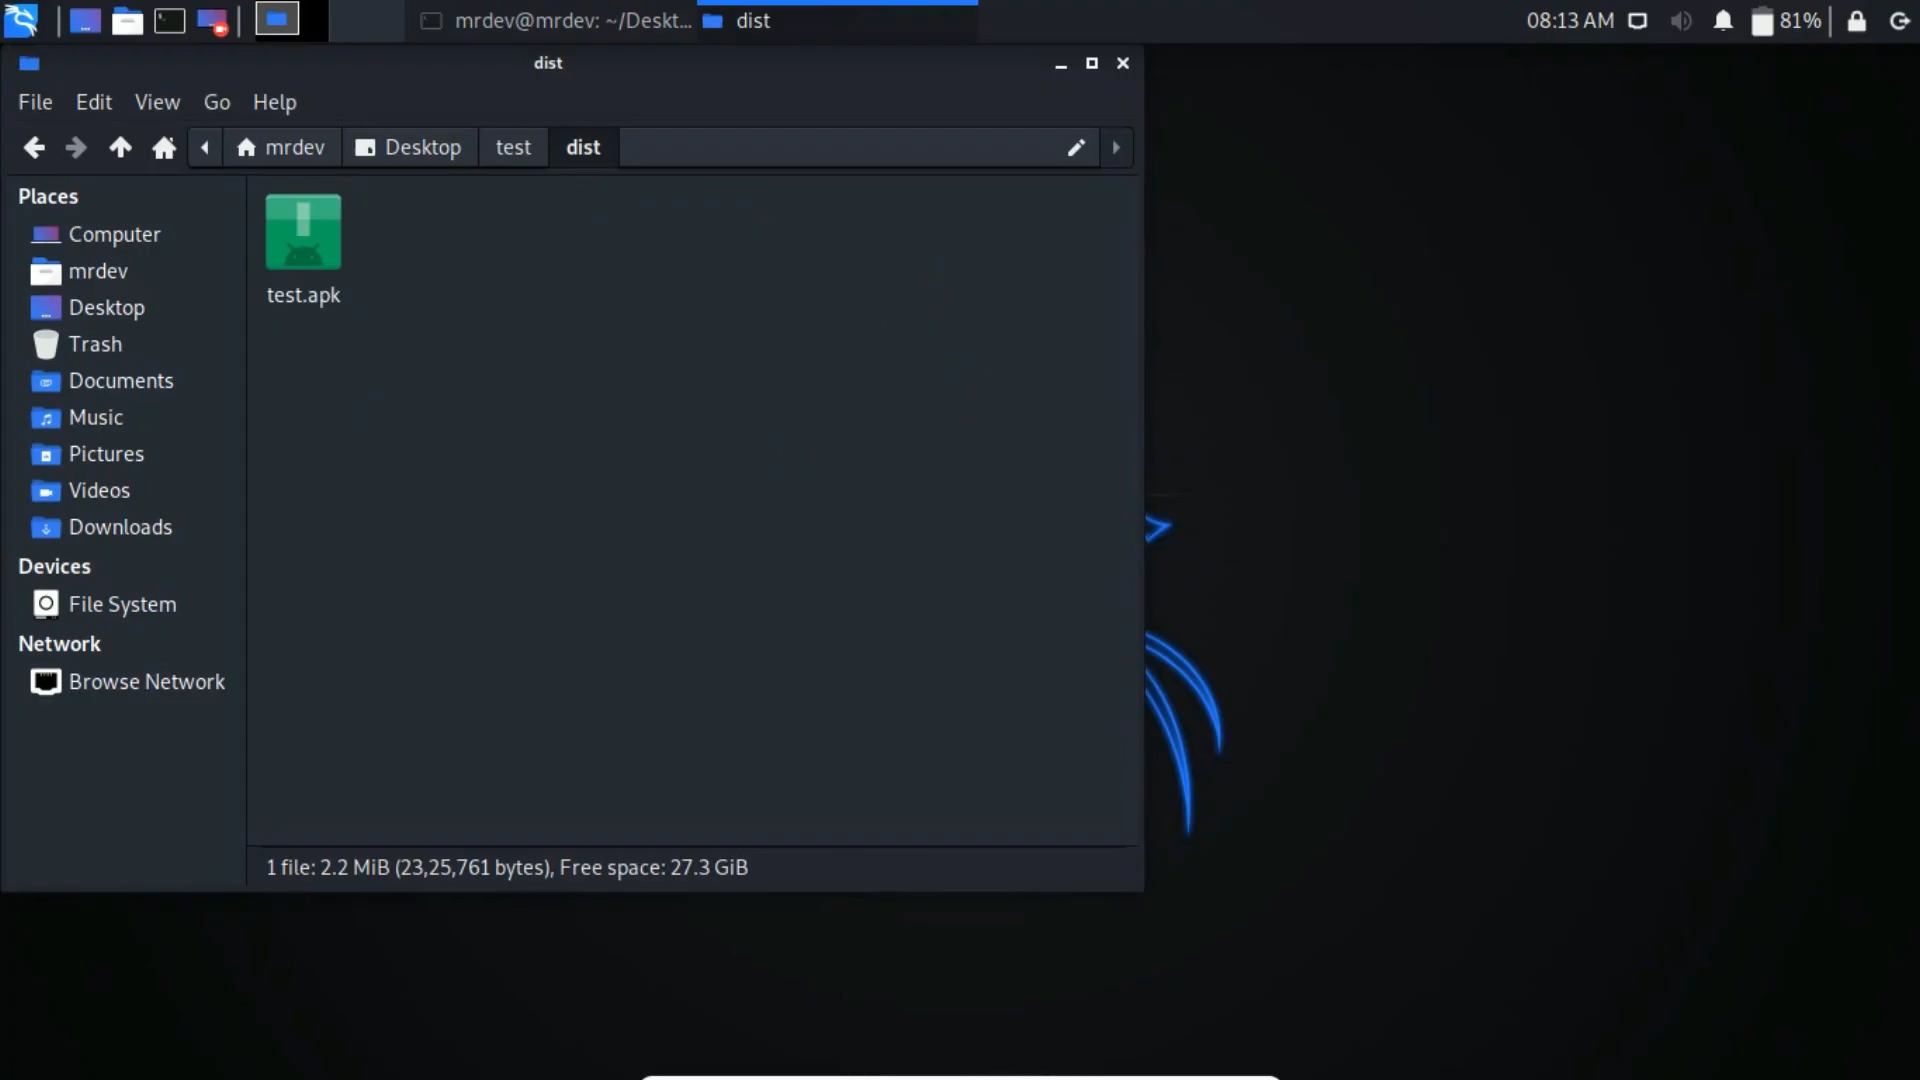 mrdev@mrdev: ~/Deskt... dist 08:13 AM 81%
dist
File Edit View Go Help
mrdev Desktop test dist
Places
Computer
mrdev
Desktop
Trash
Documents
Music
Pictures
Videos
Downloads
Devices
File System
Network
Browse Network
test.apk
1 file: 2.2 MiB (23,25,761 bytes), Free space: 27.3 GiB